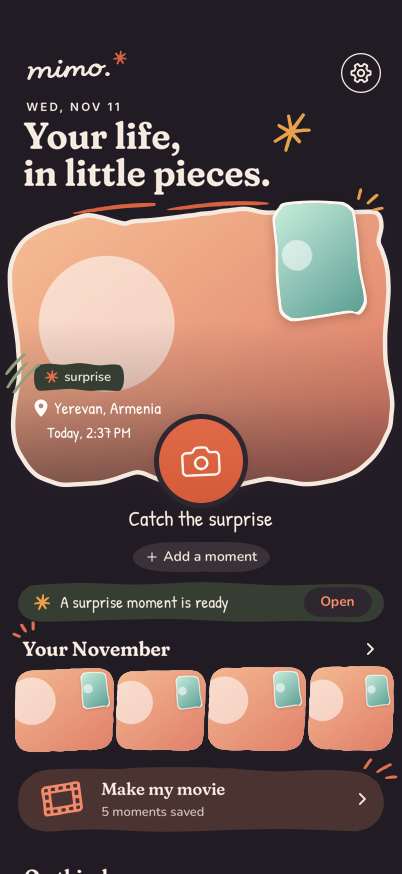 mimo.
WED, NOV 11
Your life,
in little pieces.
surprise
Yerevan, Armenia
Today, 2:37 PM
Catch the surprise
+ Add a moment
A surprise moment is ready
Open
Your November
Make my movie
5 moments saved